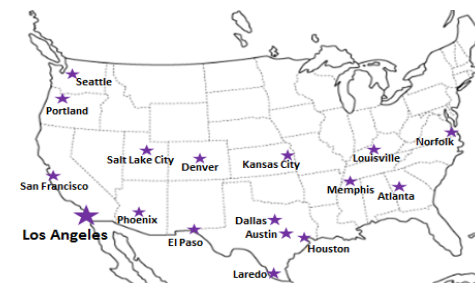 Seattle
Portland
Norfolk
Salt Lake City
Denver
Kansas City
Louisville
San Francisco
Memphis
Atlanta
Phoenix
Dallas
Los Angeles
El Paso
Austin
Houston
Laredo